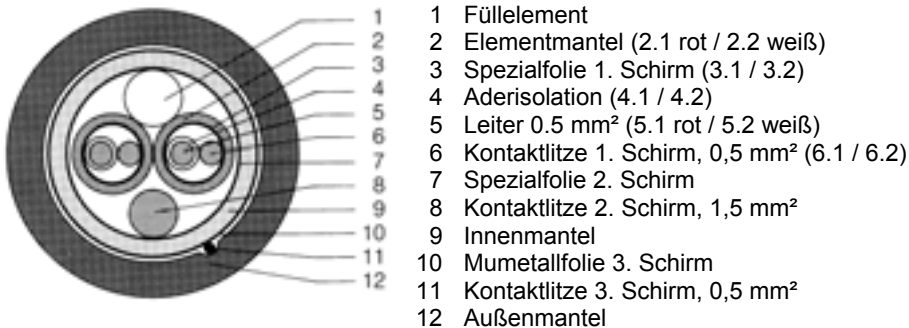 1
2
3
4
5
6
7
8
9
10
11
12
1 Füllelement
2 Elementmantel (2.1 rot / 2.2 weiß)
3 Spezialfolie 1. Schirm (3.1 / 3.2)
4 Aderisolation (4.1 / 4.2)
5 Leiter 0.5 mm² (5.1 rot / 5.2 weiß)
6 Kontaktlitze 1. Schirm, 0,5 mm² (6.1 / 6.2)
7 Spezialfolie 2. Schirm
8 Kontaktlitze 2. Schirm, 1,5 mm²
9 Innenmantel
10 Mumetallfolie 3. Schirm
11 Kontaktlitze 3. Schirm, 0,5 mm²
12 Außenmantel